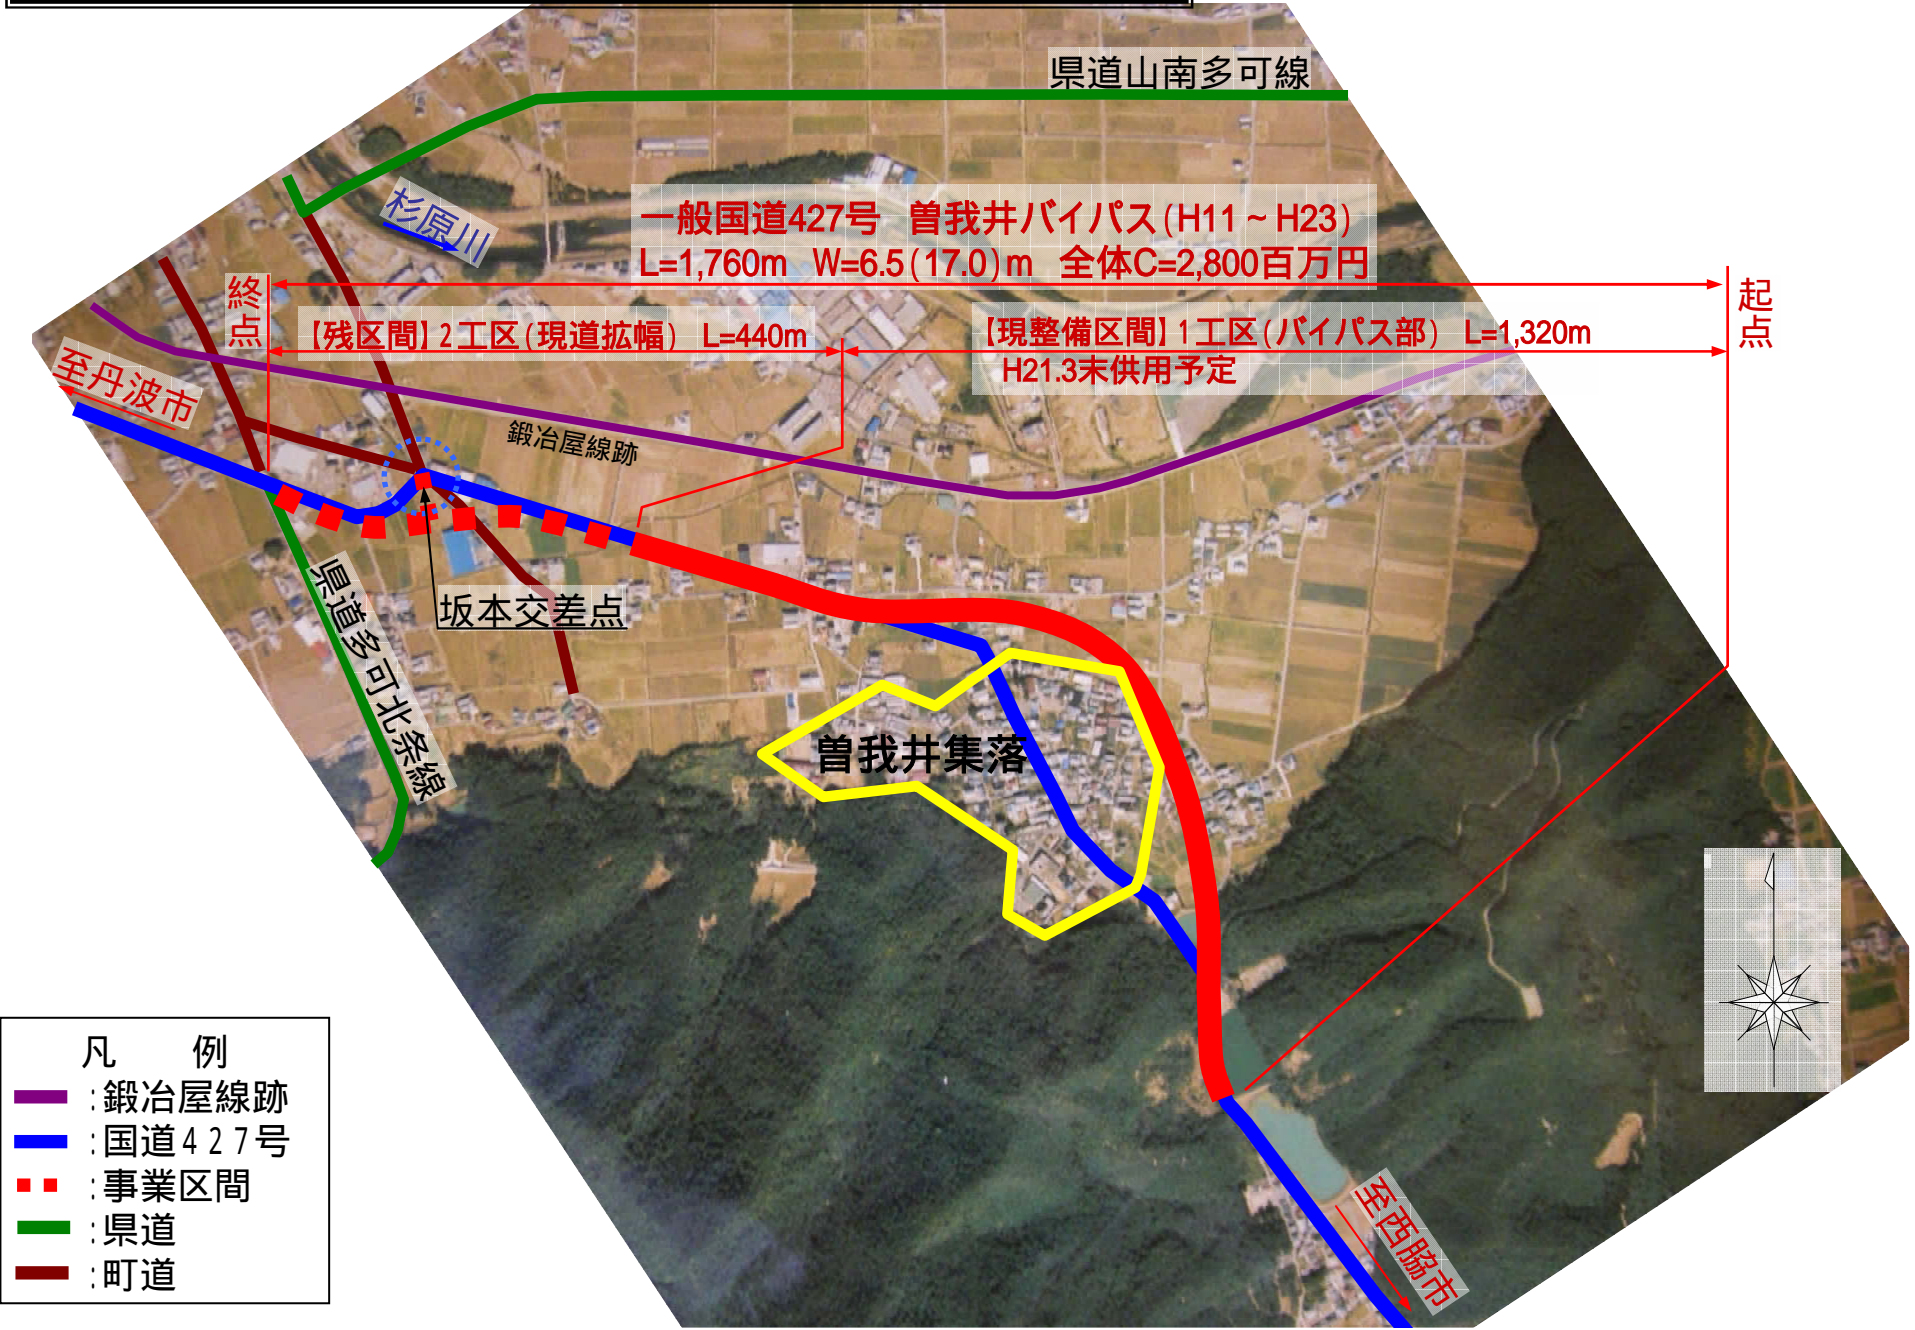 県道山南多可線
杉原川
一般国道427号 曽我井バイパス(H11~H23)
L=1,760m W=6.5(17.0)m 全体C=2,800百万円
終点
起点
【残区間】2工区(現道拡幅) L=440m
【現整備区間】1工区(バイパス部) L=1,320m
H21.3末供用予定
至丹波市
鍛冶屋線跡
坂本交差点
県道多可北条線
曽我井集落
至西脇市
凡 例
:鍛冶屋線跡
:国道427号
:事業区間
:県道
:町道